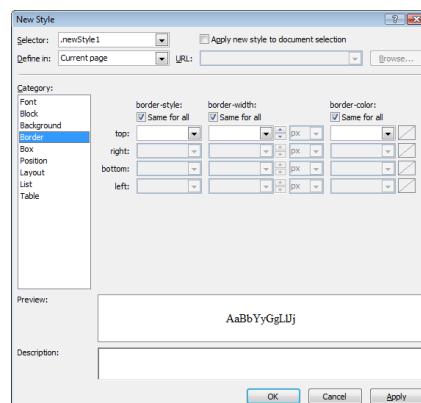 New Style
Selector: .newStyle1 Apply new style to document selection
Define in: Current page URL: Browse...
Category:
Font
Block
Background
Border
Box
Position
Layout
List
Table
border-style: border-width: border-color:
Same for all Same for all Same for all
top: px
right: px
bottom: px
left: px
Preview:
AaBbYyGgLlJj
Description:
OK Cancel Apply